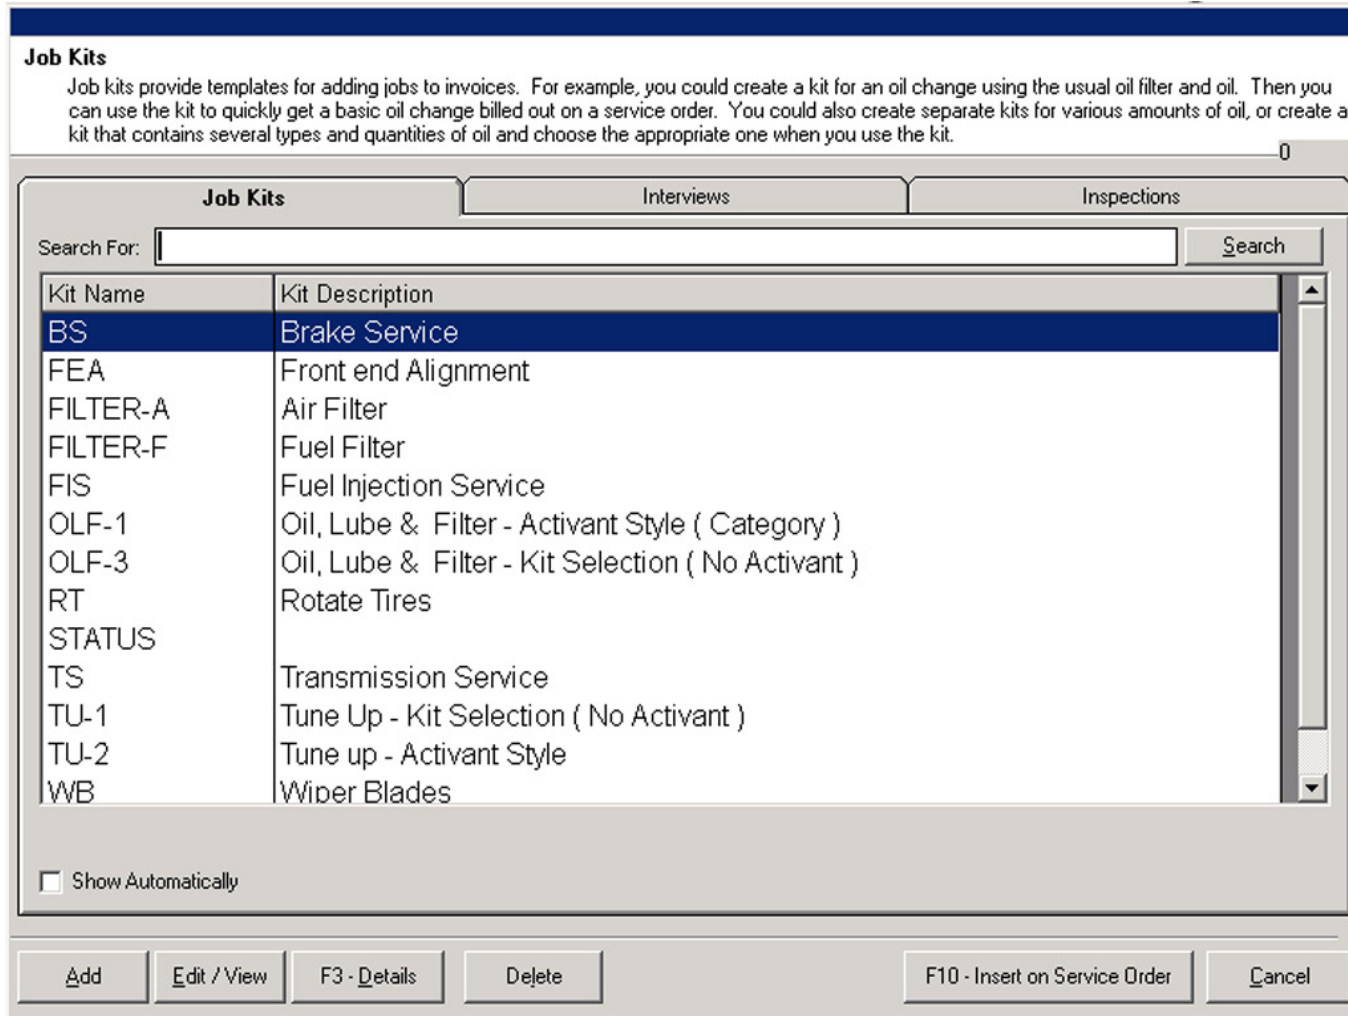 Job Kits
Job kits provide templates for adding jobs to invoices. For example, you could create a kit for an oil change using the usual oil filter and oil. Then you
can use the kit to quickly get a basic oil change billed out on a service order. You could also create separate kits for various amounts of oil, or create a
kit that contains several types and quantities of oil and choose the appropriate one when you use the kit.
0
Job Kits Interviews Inspections
Search For: Search
Kit Name Kit Description
BS Brake Service
FEA Front end Alignment
FILTER-A Air Filter
FILTER-F Fuel Filter
FIS Fuel Injection Service
OLF-1 Oil, Lube & Filter - Activant Style ( Category )
OLF-3 Oil, Lube & Filter - Kit Selection ( No Activant )
RT Rotate Tires
STATUS
TS Transmission Service
TU-1 Tune Up - Kit Selection ( No Activant )
TU-2 Tune up - Activant Style
WB Wiper Blades
Show Automatically
Add Edit / View F3 - Details Delete F10 - Insert on Service Order Cancel